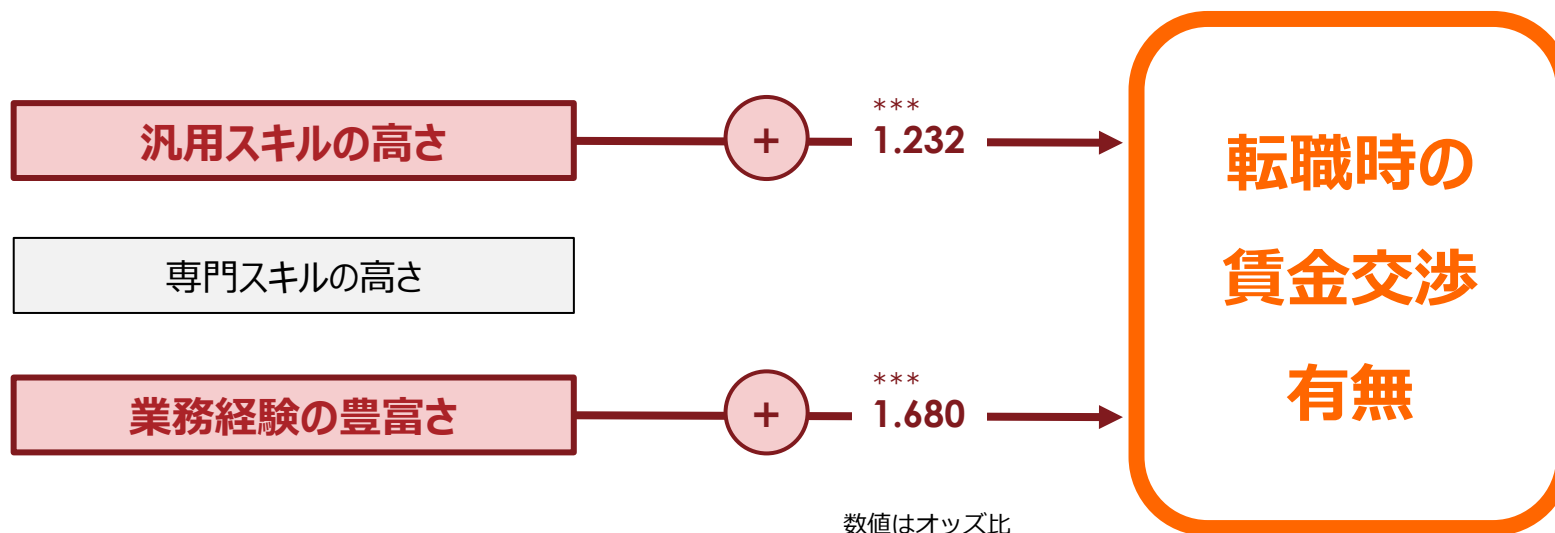 汎用スキルの高さ
+
***
1.232
専門スキルの高さ
業務経験の豊富さ
+
***
1.680
転職時の
賃金交渉
有無
数値はオッズ比